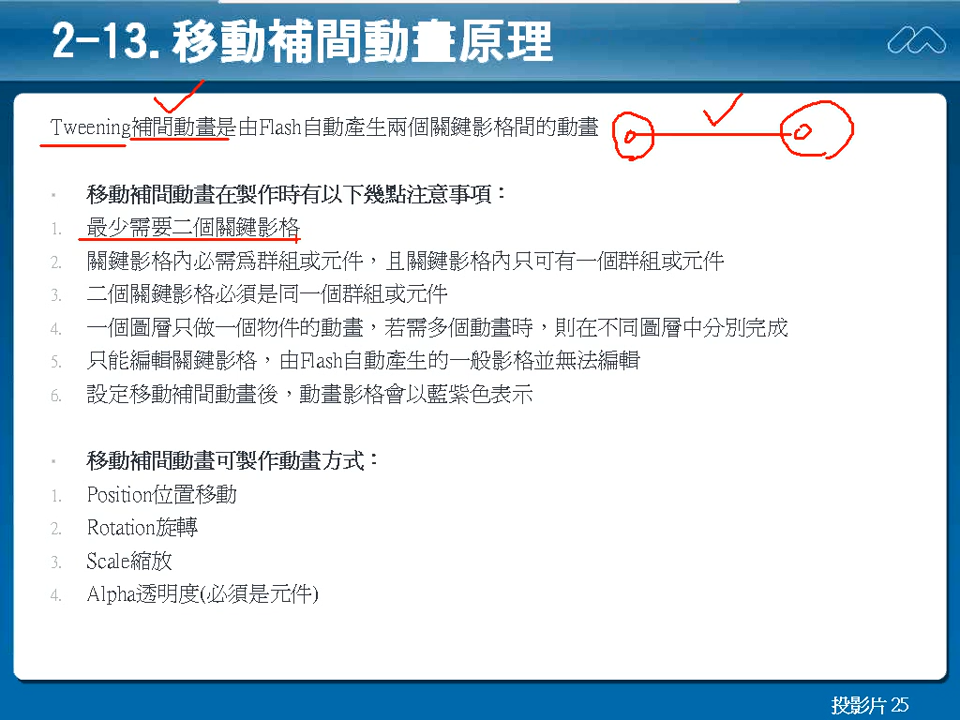 2-13.移動補間動畫原理
Tweening補間動畫是由Flash自動產生兩個關鍵影格間的動畫
• 移動補間動畫在製作時有以下幾點注意事項：
1. 最少需要二個關鍵影格
2. 關鍵影格內必需為群組或元件，且關鍵影格內只可有一個群組或元件
3. 二個關鍵影格必須是同一個群組或元件
4. 一個圖層只做一個物件的動畫，若需多個動畫時，則在不同圖層中分別完成
5. 只能編輯關鍵影格，由Flash自動產生的一般影格並無法編輯
6. 設定移動補間動畫後，動畫影格會以藍紫色表示
• 移動補間動畫可製作動畫方式：
1. Position位置移動
2. Rotation旋轉
3. Scale縮放
4. Alpha透明度(必須是元件)
投影片 25